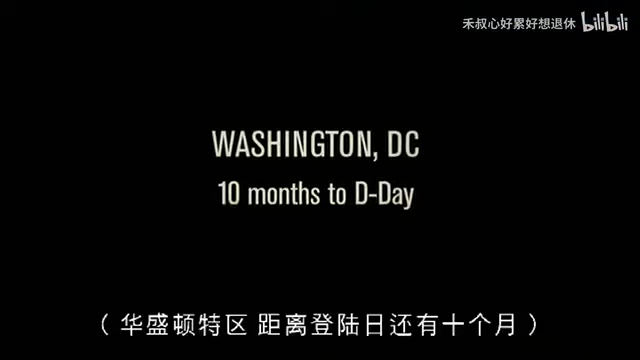 禾叔心好累好想退休 bilibili
WASHINGTON, DC
10 months to D-Day
（ 华盛顿特区 距离登陆日还有十个月 ）